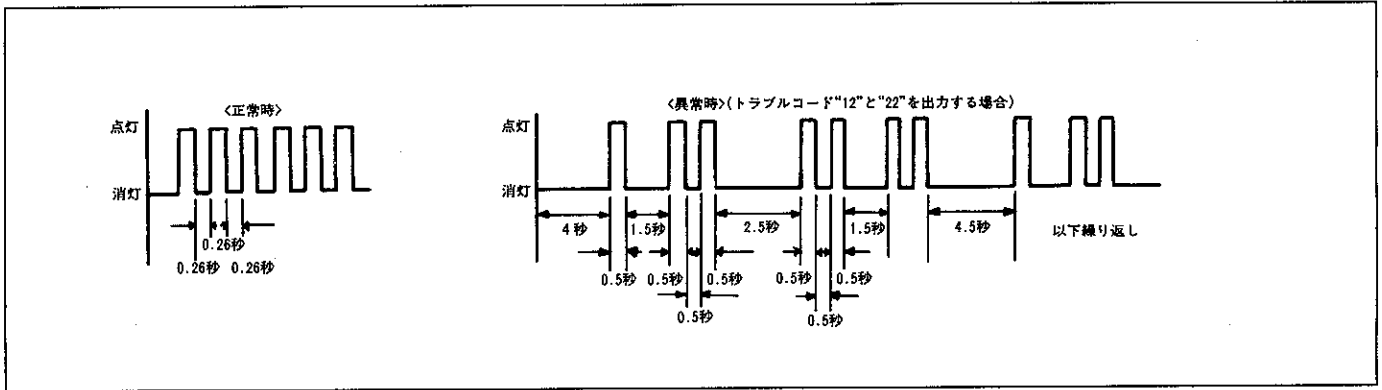 <正常時>
点灯
消灯
0.26秒
0.26秒 0.26秒
<異常時>(トラブルコード"12"と"22"を出力する場合)
点灯
消灯
4秒 1.5秒 2.5秒 1.5秒 4.5秒 以下繰り返し
0.5秒 0.5秒 0.5秒 0.5秒 0.5秒
0.5秒 0.5秒